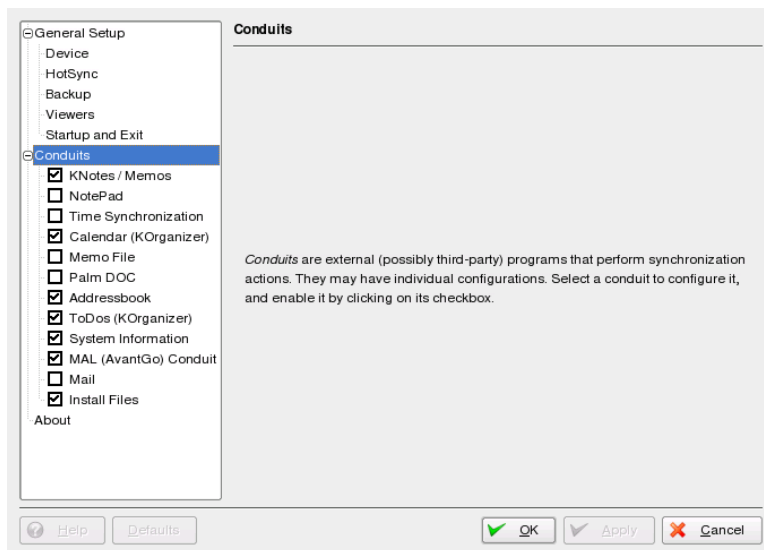 General Setup
Device
HotSync
Backup
Viewers
Startup and Exit
Conduits
KNotes / Memos
NotePad
Time Synchronization
Calendar (KOrganizer)
Memo File
Palm DOC
Addressbook
ToDos (KOrganizer)
System Information
MAL (AvantGo) Conduit
Mail
Install Files
About
Conduits
Conduits are external (possibly third-party) programs that perform synchronization
actions. They may have individual configurations. Select a conduit to configure it,
and enable it by clicking on its checkbox.
Help
Defaults
OK
Apply
Cancel